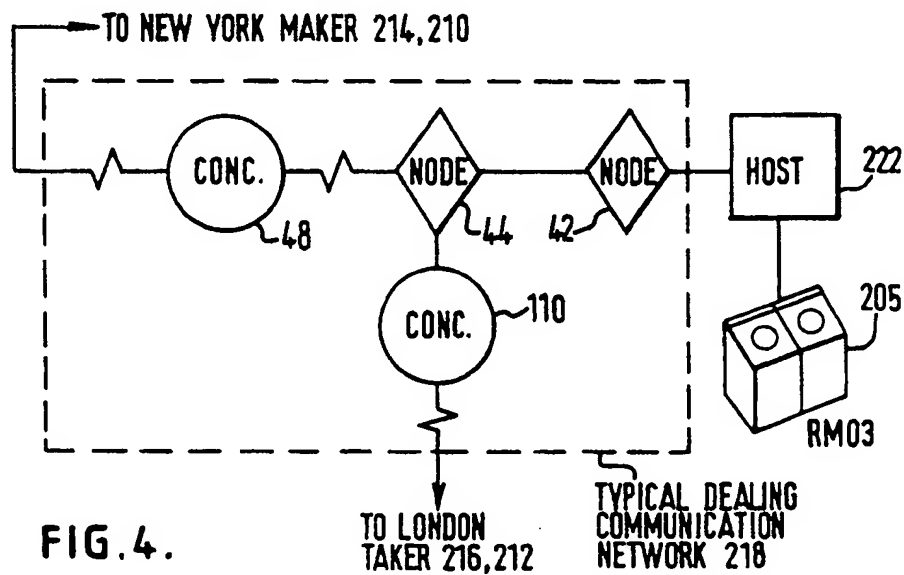 TO NEW YORK MAKER 214,210
CONC.
48
NODE
44
NODE
42
HOST
222
CONC.
110
205
RM03
TO LONDON
TAKER 216,212
TYPICAL DEALING
COMMUNICATION
NETWORK 218
FIG.4.